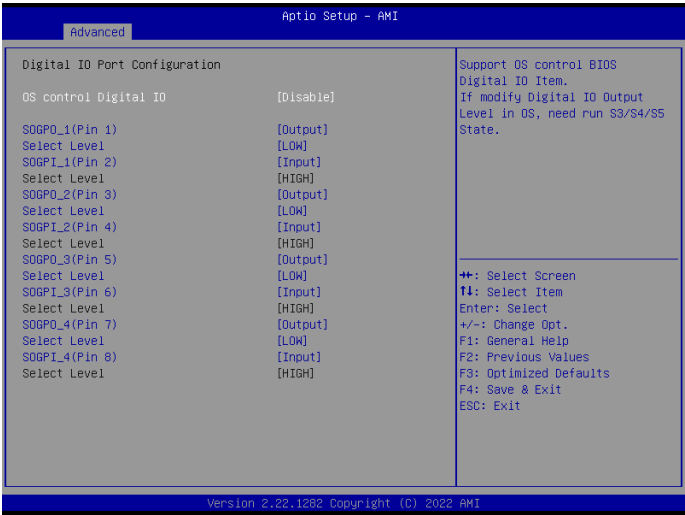 Aptio Setup - AMI
Advanced
Digital IO Port Configuration
OS control Digital IO [Disable]
SOGPO_1(Pin 1) [Output]
Select Level [LOW]
SOGPI_1(Pin 2) [Input]
Select Level [HIGH]
SOGPO_2(Pin 3) [Output]
Select Level [LOW]
SOGPI_2(Pin 4) [Input]
Select Level [HIGH]
SOGPO_3(Pin 5) [Output]
Select Level [LOW]
SOGPI_3(Pin 6) [Input]
Select Level [HIGH]
SOGPO_4(Pin 7) [Output]
Select Level [LOW]
SOGPI_4(Pin 8) [Input]
Select Level [HIGH]
Support OS control BIOS
Digital IO Item.
If modify Digital IO Output
Level in OS, need run S3/S4/S5
State.
→←: Select Screen
↑↓: Select Item
Enter: Select
+/-: Change Opt.
F1: General Help
F2: Previous Values
F3: Optimized Defaults
F4: Save & Exit
ESC: Exit
Version 2.22.1282 Copyright (C) 2022 AMI